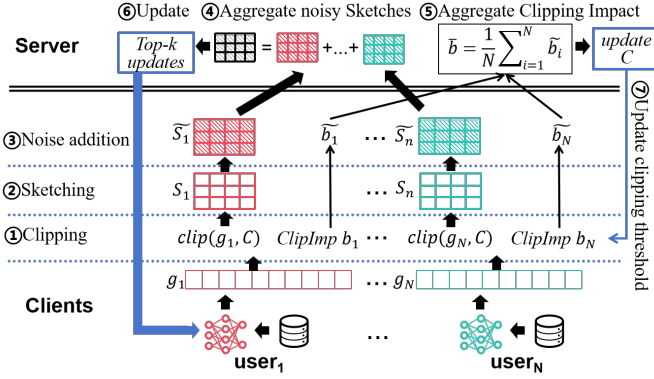 ⑥Update ④Aggregate noisy Sketches ⑤Aggregate Clipping Impact
Server
Top-k updates
= +...+
b̄ = 1/N ∑_{i=1}^{N} b̃_i
update C
③Noise addition S̃_1 b̃_1 ... S̃_n b̃_N
②Sketching S_1 ... S_n
①Clipping clip(g_1, C) ClipImp b_1 ... clip(g_N, C) ClipImp b_N
⑦Update clipping threshold
g_1 ... g_N
Clients
...
user_1 user_N